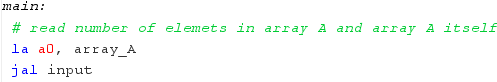 main:
# read number of elemets in array A and array A itself
la a0, array_A
jal input